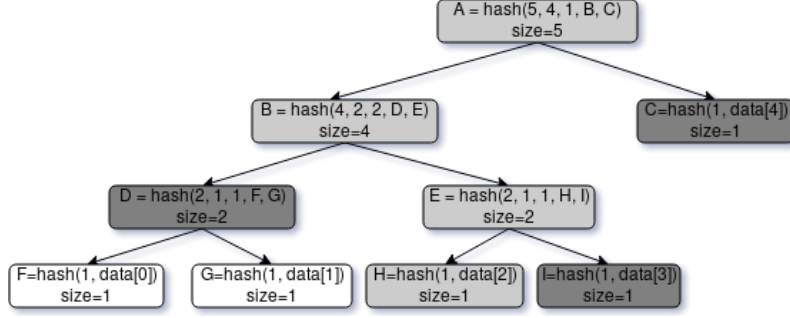 A = hash(5, 4, 1, B, C)
size=5
B = hash(4, 2, 2, D, E)
size=4
C=hash(1, data[4])
size=1
D = hash(2, 1, 1, F, G)
size=2
E = hash(2, 1, 1, H, I)
size=2
F=hash(1, data[0])
size=1
G=hash(1, data[1])
size=1
H=hash(1, data[2])
size=1
I=hash(1, data[3])
size=1